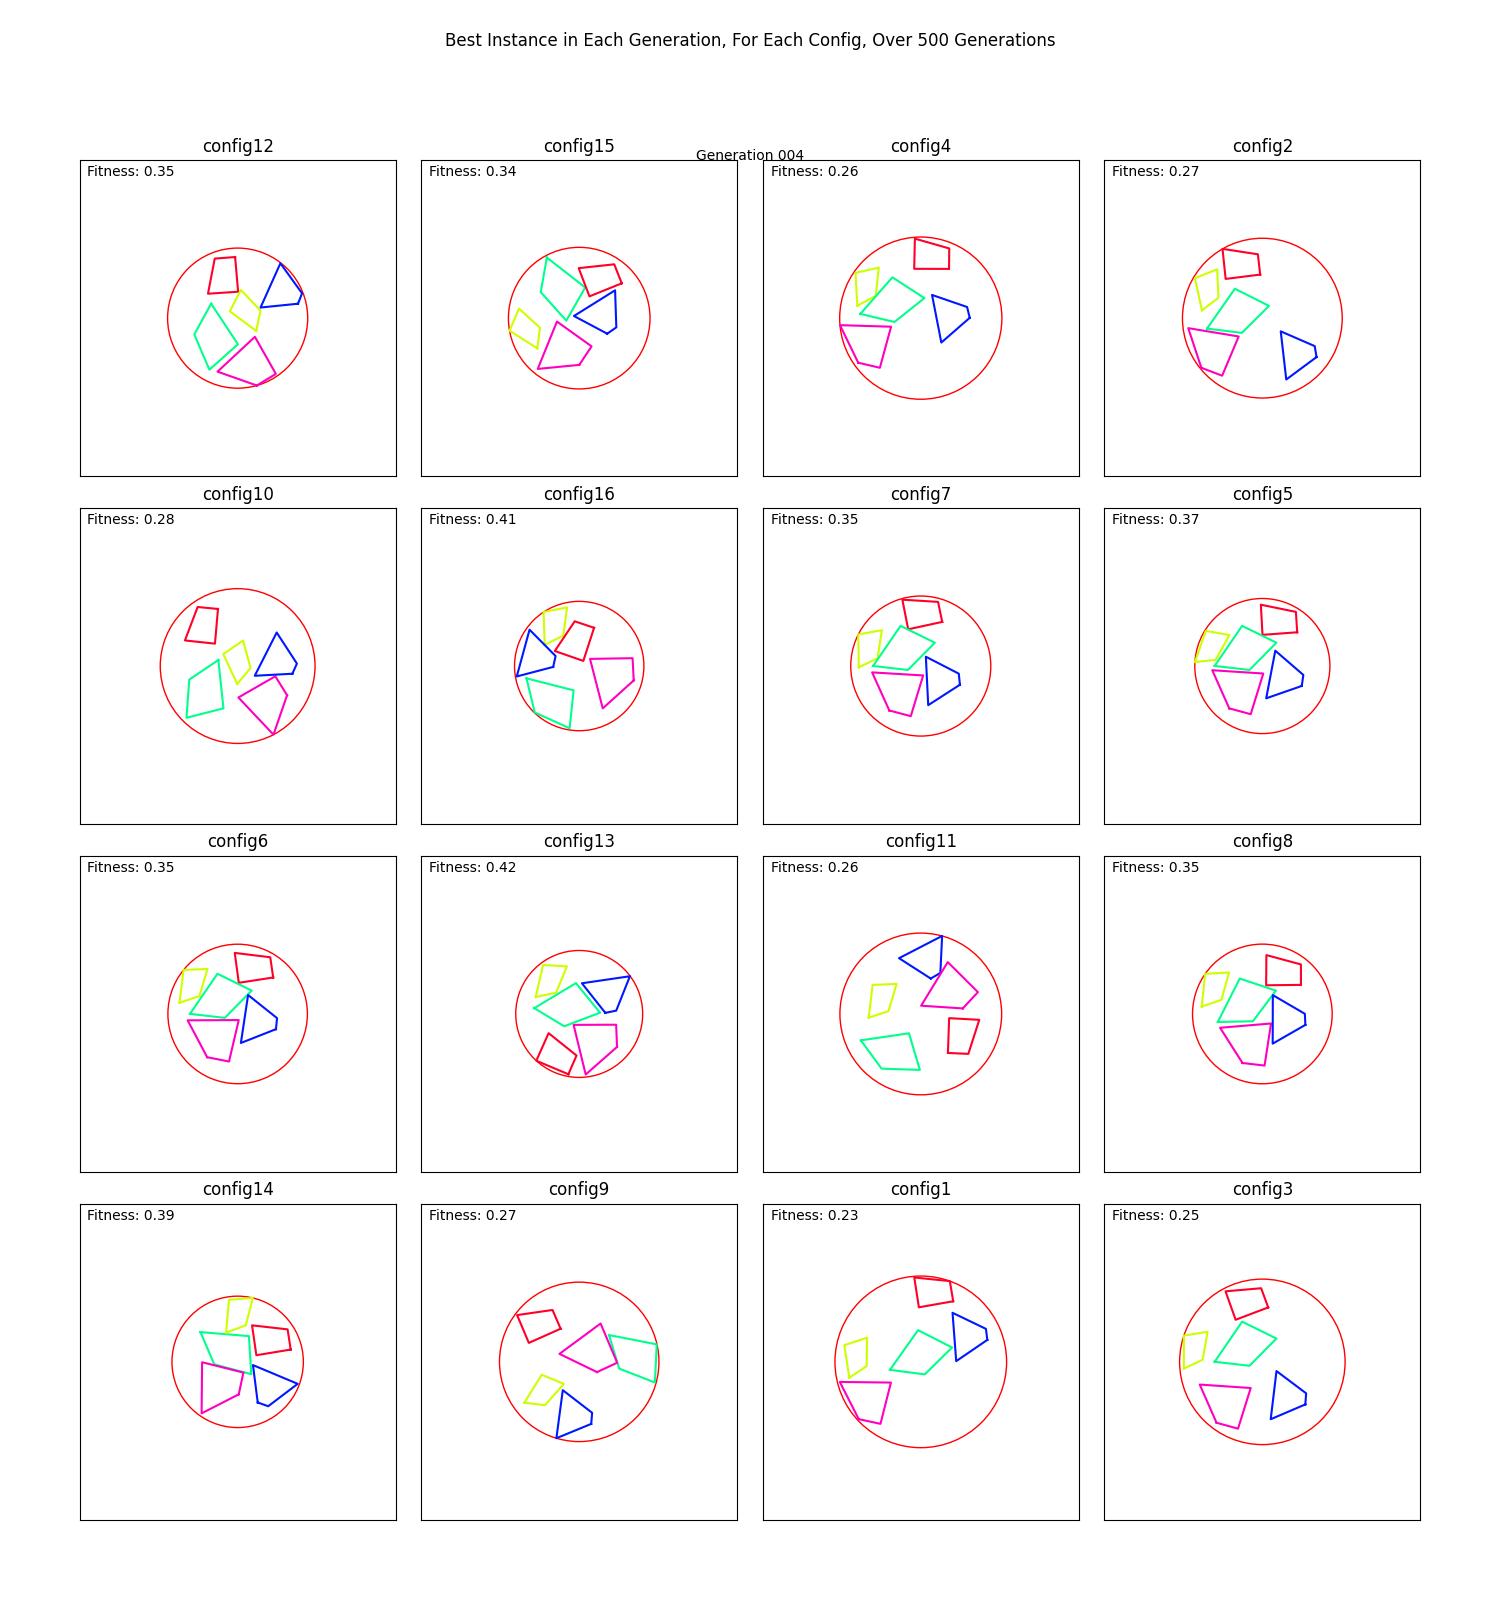 Best Instance in Each Generation, For Each Config, Over 500 Generations
Generation 004
config12
Fitness: 0.35
config15
Fitness: 0.34
config4
Fitness: 0.26
config2
Fitness: 0.27
config10
Fitness: 0.28
config16
Fitness: 0.41
config7
Fitness: 0.35
config5
Fitness: 0.37
config6
Fitness: 0.35
config13
Fitness: 0.42
config11
Fitness: 0.26
config8
Fitness: 0.35
config14
Fitness: 0.39
config9
Fitness: 0.27
config1
Fitness: 0.23
config3
Fitness: 0.25